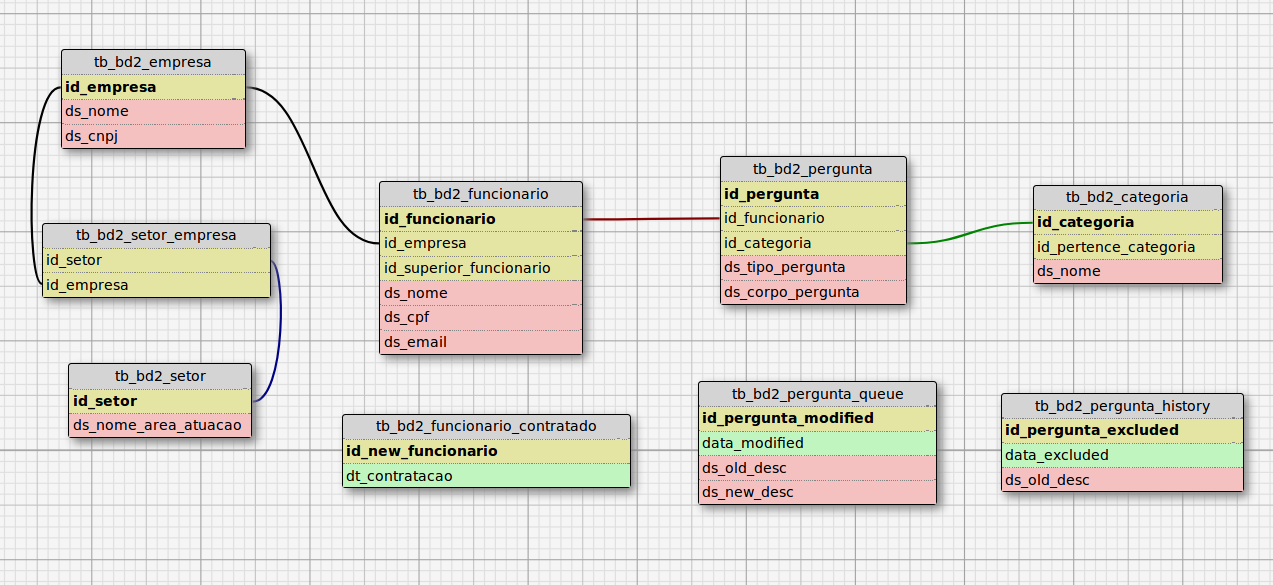 tb_bd2_empresa
id_empresa
ds_nome
ds_cnpj
tb_bd2_setor_empresa
id_setor
id_empresa
tb_bd2_setor
id_setor
ds_nome_area_atuacao
tb_bd2_funcionario
id_funcionario
id_empresa
id_superior_funcionario
ds_nome
ds_cpf
ds_email
tb_bd2_funcionario_contratado
id_new_funcionario
dt_contratacao
tb_bd2_pergunta
id_pergunta
id_funcionario
id_categoria
ds_tipo_pergunta
ds_corpo_pergunta
tb_bd2_categoria
id_categoria
id_pertence_categoria
ds_nome
tb_bd2_pergunta_queue
id_pergunta_modified
data_modified
ds_old_desc
ds_new_desc
tb_bd2_pergunta_history
id_pergunta_excluded
data_excluded
ds_old_desc